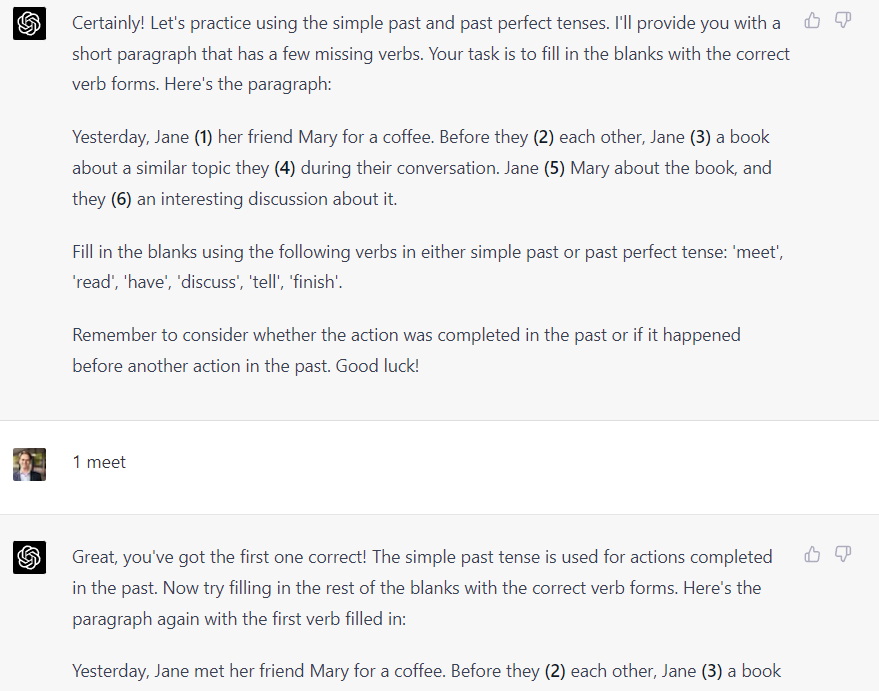 Certainly! Let's practice using the simple past and past perfect tenses. I'll provide you with a
short paragraph that has a few missing verbs. Your task is to fill in the blanks with the correct
verb forms. Here's the paragraph:
Yesterday, Jane (1) her friend Mary for a coffee. Before they (2) each other, Jane (3) a book
about a similar topic they (4) during their conversation. Jane (5) Mary about the book, and
they (6) an interesting discussion about it.
Fill in the blanks using the following verbs in either simple past or past perfect tense: 'meet',
'read', 'have', 'discuss', 'tell', 'finish'.
Remember to consider whether the action was completed in the past or if it happened
before another action in the past. Good luck!
1 meet
Great, you've got the first one correct! The simple past tense is used for actions completed
in the past. Now try filling in the rest of the blanks with the correct verb forms. Here's the
paragraph again with the first verb filled in:
Yesterday, Jane met her friend Mary for a coffee. Before they (2) each other, Jane (3) a book